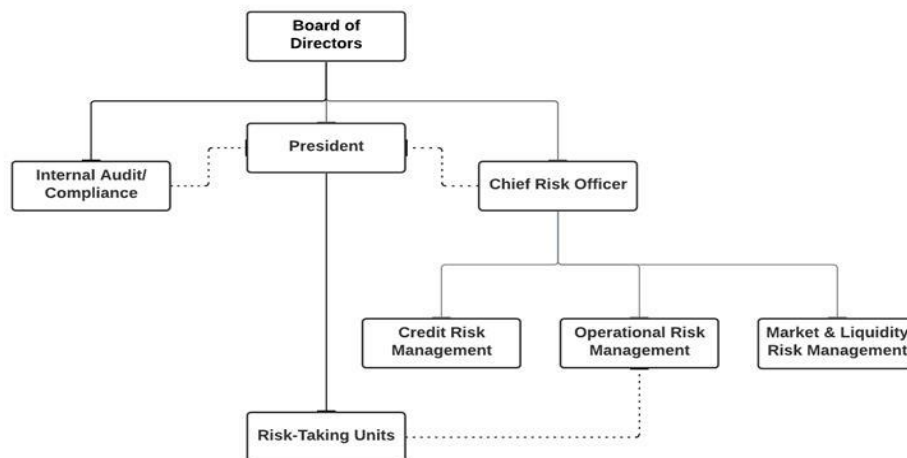 Board of
Directors
President
Internal Audit/
Compliance
Chief Risk Officer
Credit Risk
Management
Operational Risk
Management
Market & Liquidity
Risk Management
Risk-Taking Units